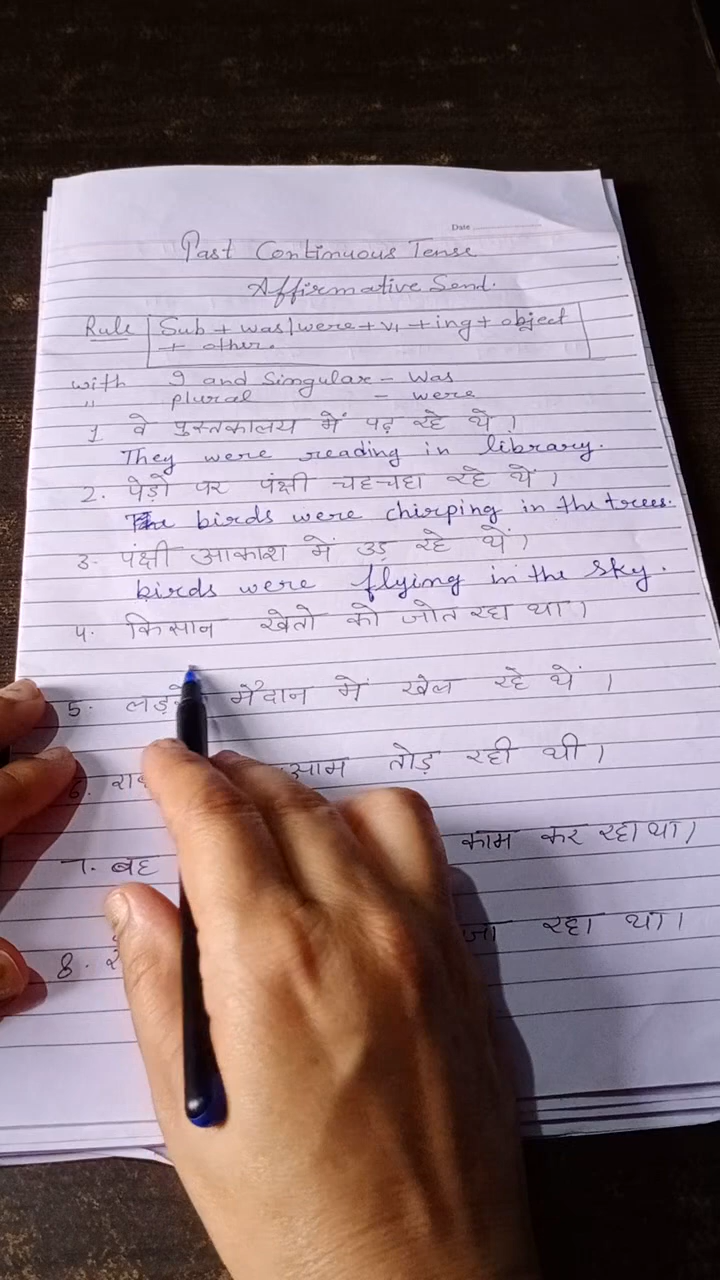 Date
Past Continuous Tense
Affirmative Send.
Rule Sub + was/were + v1 + ing + object
+ other.
with I and Singular - Was
" plural - were
1 वे पुस्तकालय में पढ़ रहे थे।
They were reading in library.
2. पेड़ो पर पंक्षी चहचहा रहे थें।
The birds were chirping in the trees.
3. पंक्षी आकाश में उड़ रहे थें।
birds were flying in the sky.
4. किसान खेतो को जोत रहा था।
5. मैदान में खेल रहे थें।
6. आम तोड़ रही थी।
7. बह काम कर रहा था।
8. जा रहा था।